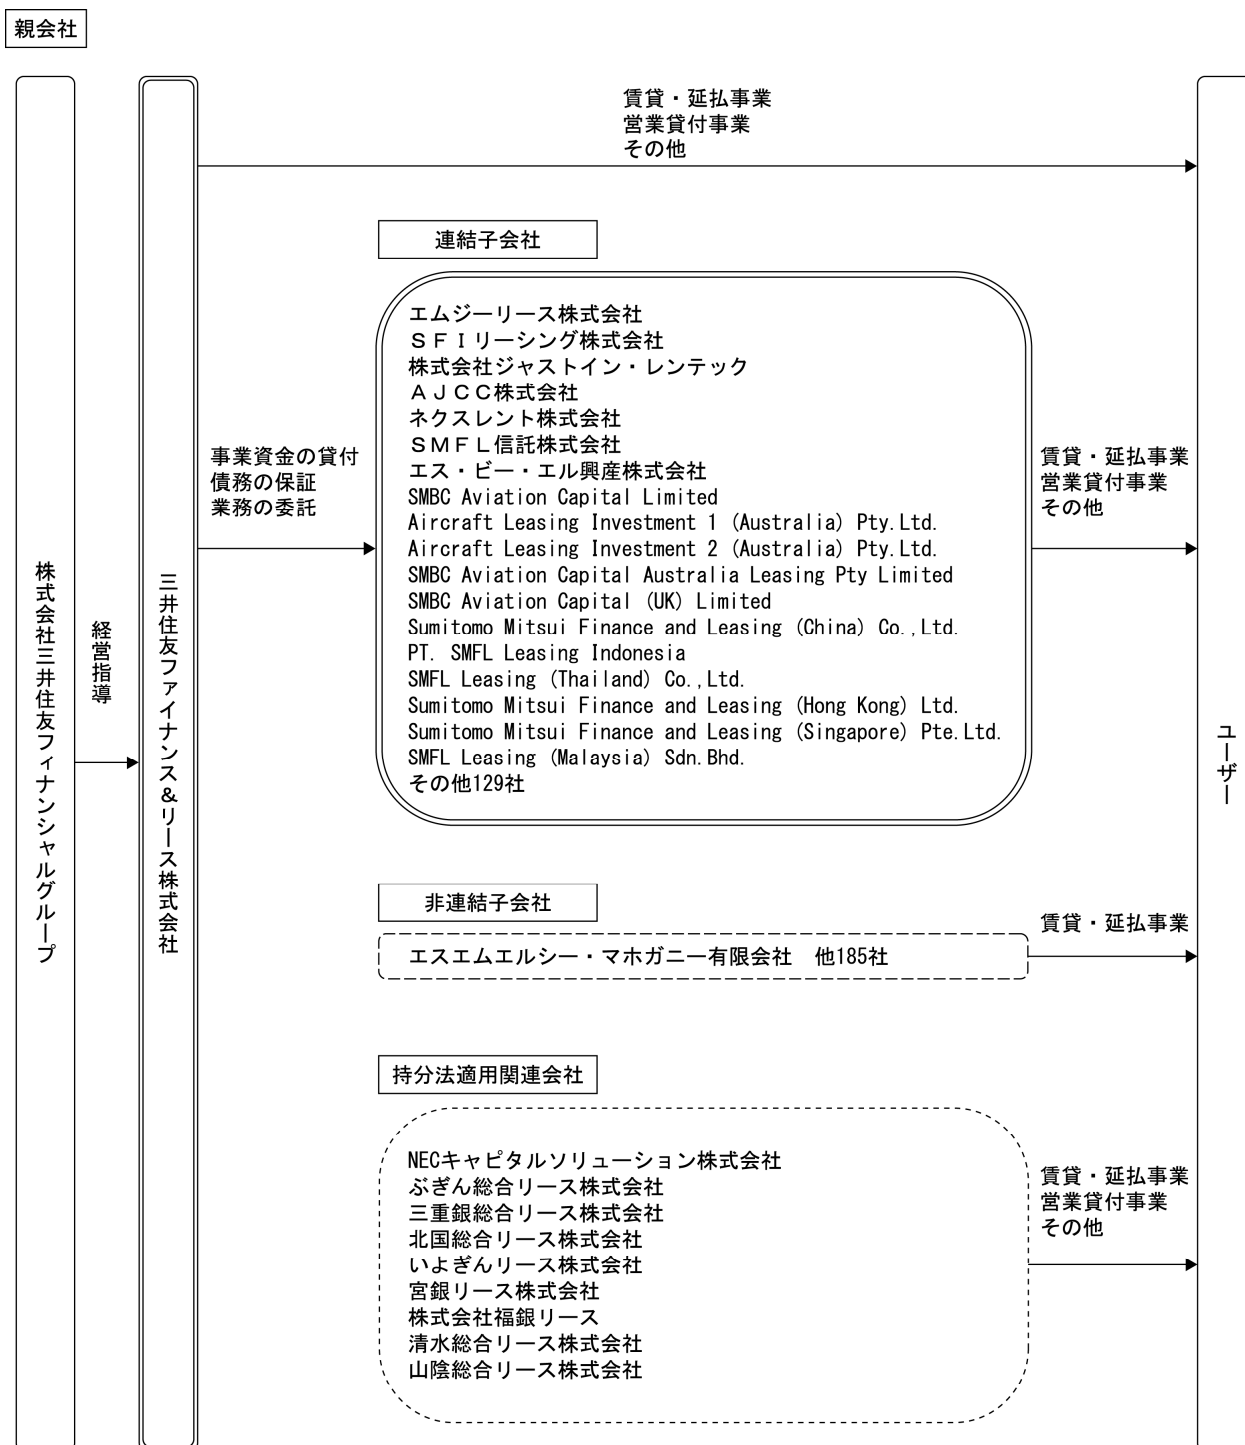 親会社
株式会社三井住友フィナンシャルグループ
経営指導
三井住友ファイナンス&リース株式会社
賃貸・延払事業
営業貸付事業
その他
事業資金の貸付
債務の保証
業務の委託
連結子会社
エムジーリース株式会社
SFIリーシング株式会社
株式会社ジャストイン・レンテック
AJCC株式会社
ネクスレント株式会社
SMFL信託株式会社
エス・ビー・エル興産株式会社
SMBC Aviation Capital Limited
Aircraft Leasing Investment 1 (Australia) Pty.Ltd.
Aircraft Leasing Investment 2 (Australia) Pty.Ltd.
SMBC Aviation Capital Australia Leasing Pty Limited
SMBC Aviation Capital (UK) Limited
Sumitomo Mitsui Finance and Leasing (China) Co.,Ltd.
PT. SMFL Leasing Indonesia
SMFL Leasing (Thailand) Co.,Ltd.
Sumitomo Mitsui Finance and Leasing (Hong Kong) Ltd.
Sumitomo Mitsui Finance and Leasing (Singapore) Pte.Ltd.
SMFL Leasing (Malaysia) Sdn.Bhd.
その他129社
賃貸・延払事業
営業貸付事業
その他
非連結子会社
エスエムエルシー・マホガニー有限会社　他185社
賃貸・延払事業
持分法適用関連会社
NECキャピタルソリューション株式会社
ぶぎん総合リース株式会社
三重銀総合リース株式会社
北国総合リース株式会社
いよぎんリース株式会社
宮銀リース株式会社
株式会社福銀リース
清水総合リース株式会社
山陰総合リース株式会社
賃貸・延払事業
営業貸付事業
その他
ユーザー